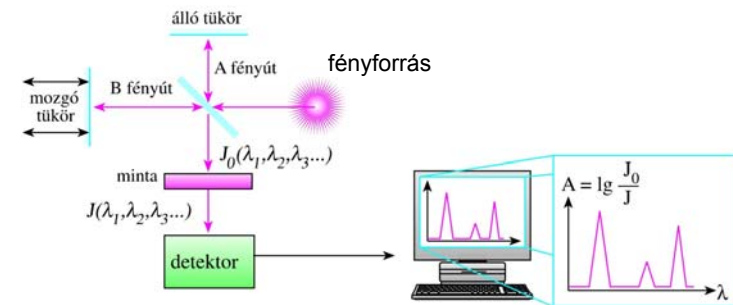 álló tükör
A fényút
fényforrás
B fényút
mozgó
tükör
J₀(λ₁,λ₂,λ₃...)
minta
J(λ₁,λ₂,λ₃...)
detektor
A = lg J₀/J
λ